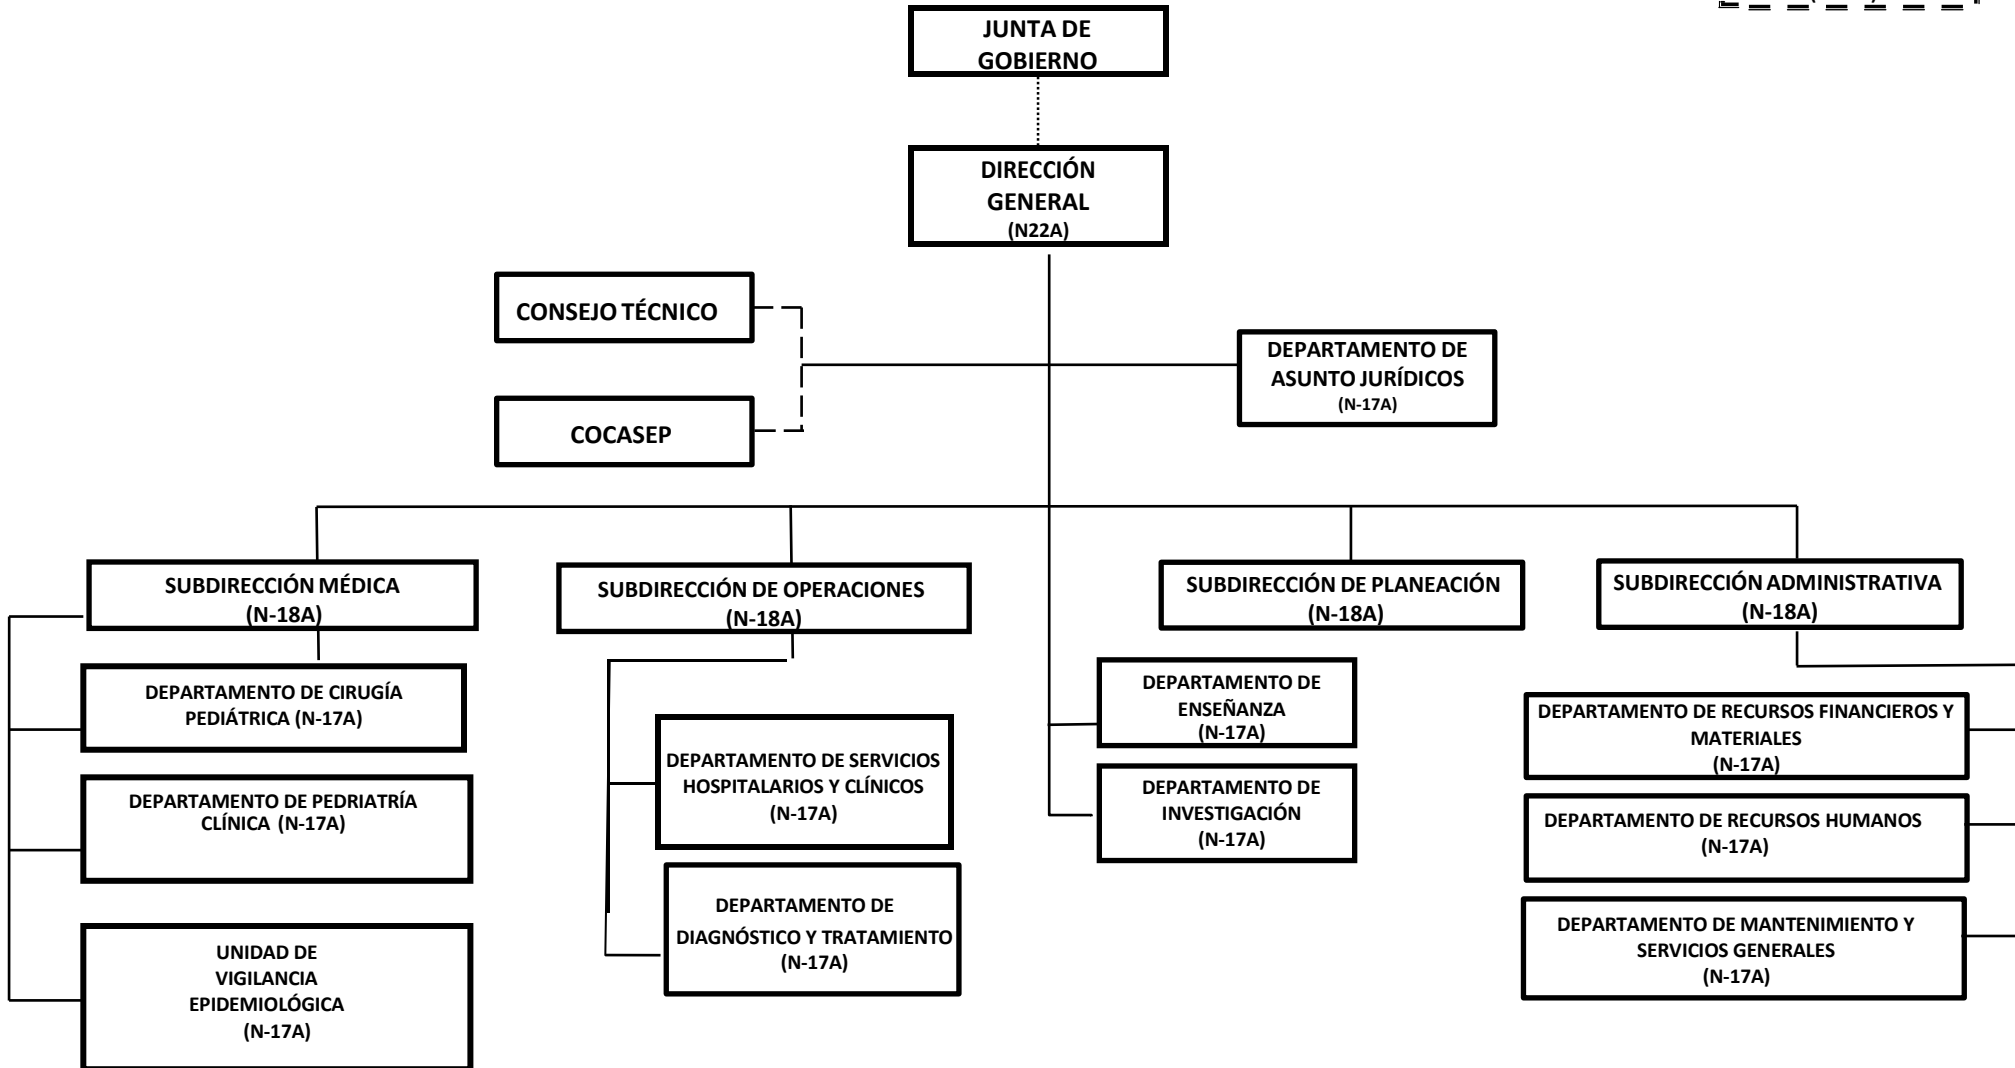 JUNTA DE
GOBIERNO
DIRECCIÓN
GENERAL
(N22A)
CONSEJO TÉCNICO
COCASEP
DEPARTAMENTO DE
ASUNTO JURÍDICOS
(N-17A)
SUBDIRECCIÓN MÉDICA
(N-18A)
DEPARTAMENTO DE CIRUGÍA
PEDIÁTRICA (N-17A)
DEPARTAMENTO DE PEDRIATRÍA
CLÍNICA (N-17A)
UNIDAD DE
VIGILANCIA
EPIDEMIOLÓGICA
(N-17A)
SUBDIRECCIÓN DE OPERACIONES
(N-18A)
DEPARTAMENTO DE SERVICIOS
HOSPITALARIOS Y CLÍNICOS
(N-17A)
DEPARTAMENTO DE
DIAGNÓSTICO Y TRATAMIENTO
(N-17A)
SUBDIRECCIÓN DE PLANEACIÓN
(N-18A)
DEPARTAMENTO DE
ENSEÑANZA
(N-17A)
DEPARTAMENTO DE
INVESTIGACIÓN
(N-17A)
SUBDIRECCIÓN ADMINISTRATIVA
(N-18A)
DEPARTAMENTO DE RECURSOS FINANCIEROS Y
MATERIALES
(N-17A)
DEPARTAMENTO DE RECURSOS HUMANOS
(N-17A)
DEPARTAMENTO DE MANTENIMIENTO Y
SERVICIOS GENERALES
(N-17A)